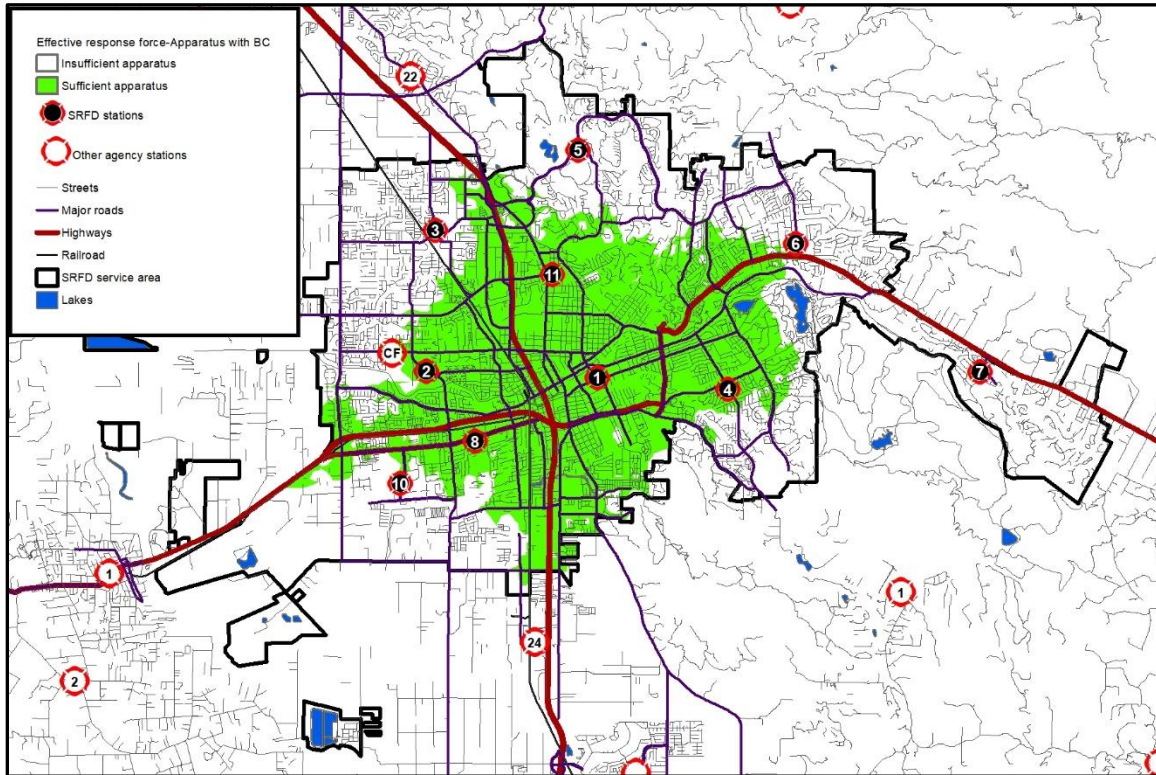 Effective response force-Apparatus with BC
Insufficient apparatus
Sufficient apparatus
SRFD stations
Other agency stations
Streets
Major roads
Highways
Railroad
SRFD service area
Lakes
22
5
3
6
11
CF
2
1
7
4
8
10
1
1
24
2